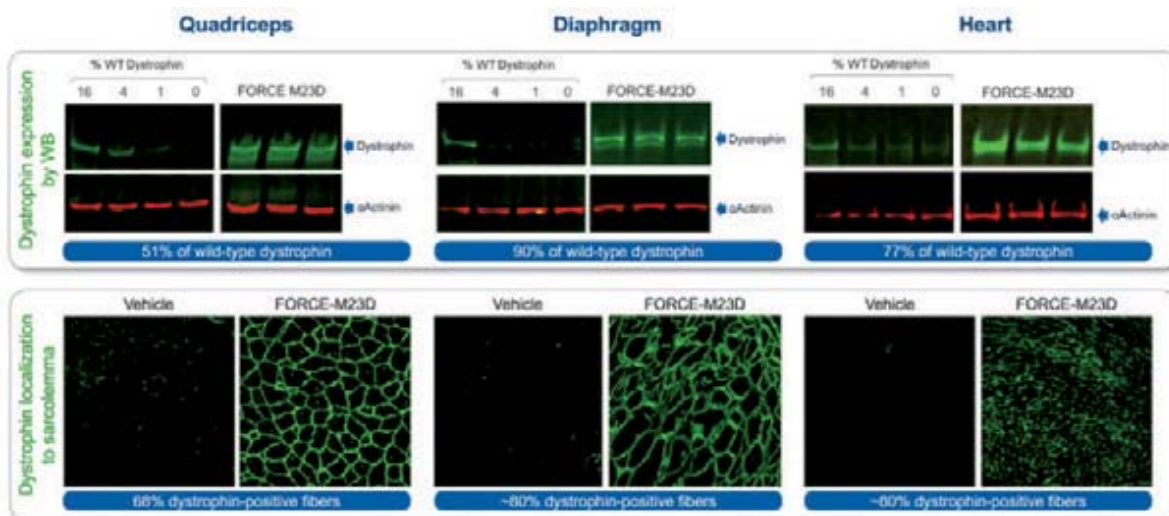 Quadriceps
Diaphragm
Heart
Dystrophin expression
by WB
% WT Dystrophin
16 4 1 0
FORCE M23D
Dystrophin
αActinin
51% of wild-type dystrophin
% WT Dystrophin
16 4 1 0
FORCE-M23D
Dystrophin
αActinin
90% of wild-type dystrophin
% WT Dystrophin
16 4 1 0
FORCE-M23D
Dystrophin
αActinin
77% of wild-type dystrophin
Dystrophin localization
to sarcolemma
Vehicle
FORCE-M23D
68% dystrophin-positive fibers
Vehicle
FORCE-M23D
~80% dystrophin-positive fibers
Vehicle
FORCE-M23D
~80% dystrophin-positive fibers